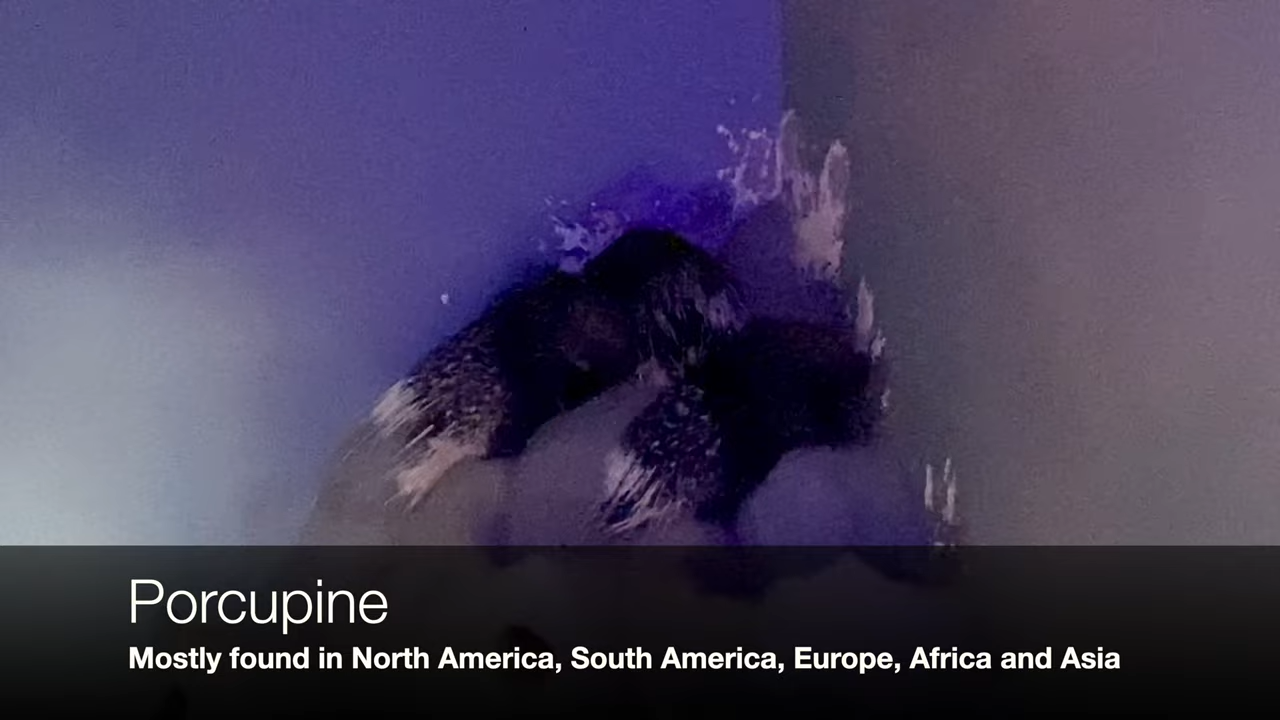 Porcupine
Mostly found in North America, South America, Europe, Africa and Asia